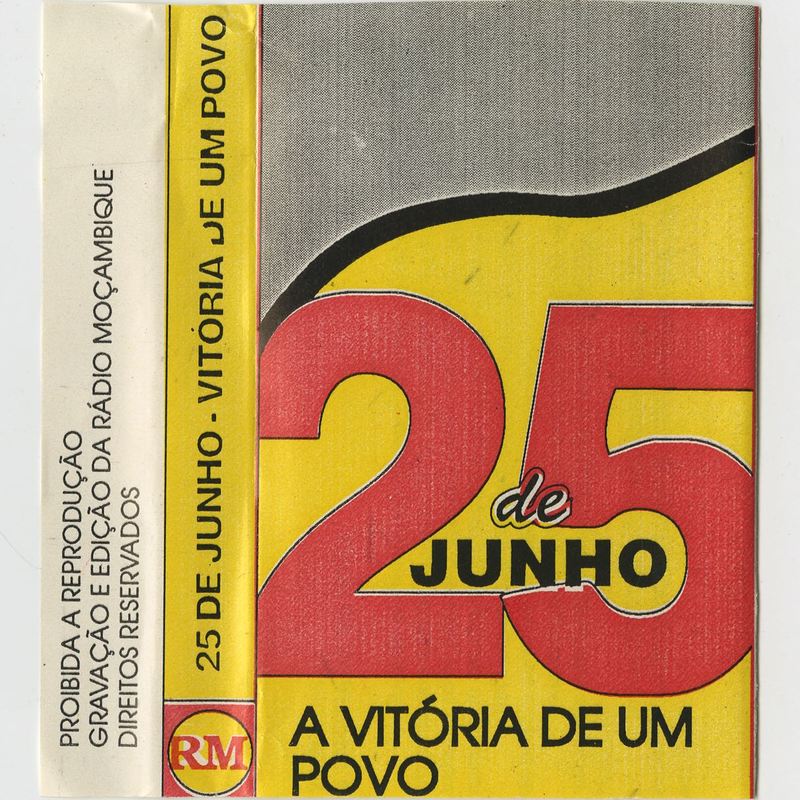 PROIBIDA A REPRODUÇÃO
GRAVAÇÃO E EDIÇÃO DA RÁDIO MOÇAMBIQUE
DIREITOS RESERVADOS
25 DE JUNHO - VITÓRIA DE UM POVO
RM
25
de
JUNHO
A VITÓRIA DE UM
POVO